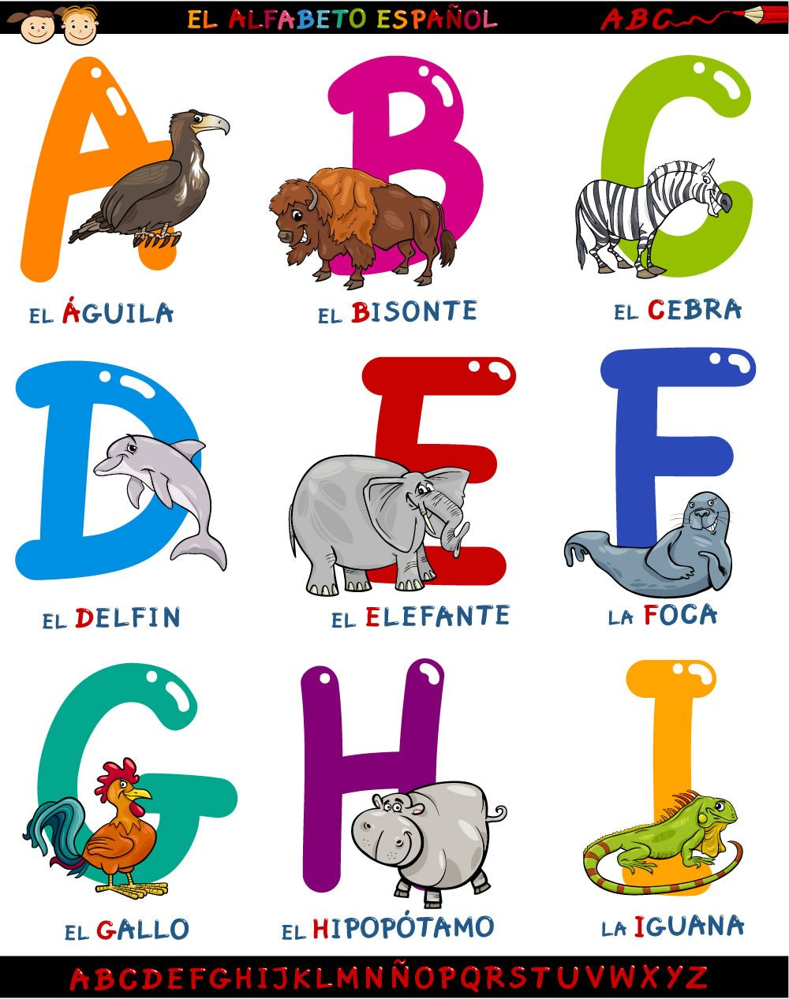 EL ALFABETO ESPAÑOL
ABC
A
B
C
EL ÁGUILA
EL BISONTE
EL CEBRA
D
E
F
EL DELFIN
EL ELEFANTE
LA FOCA
G
H
I
EL GALLO
EL HIPOPÓTAMO
LA IGUANA
ABCDEFGHIJKLMNÑOPQRSTUVWXYZ